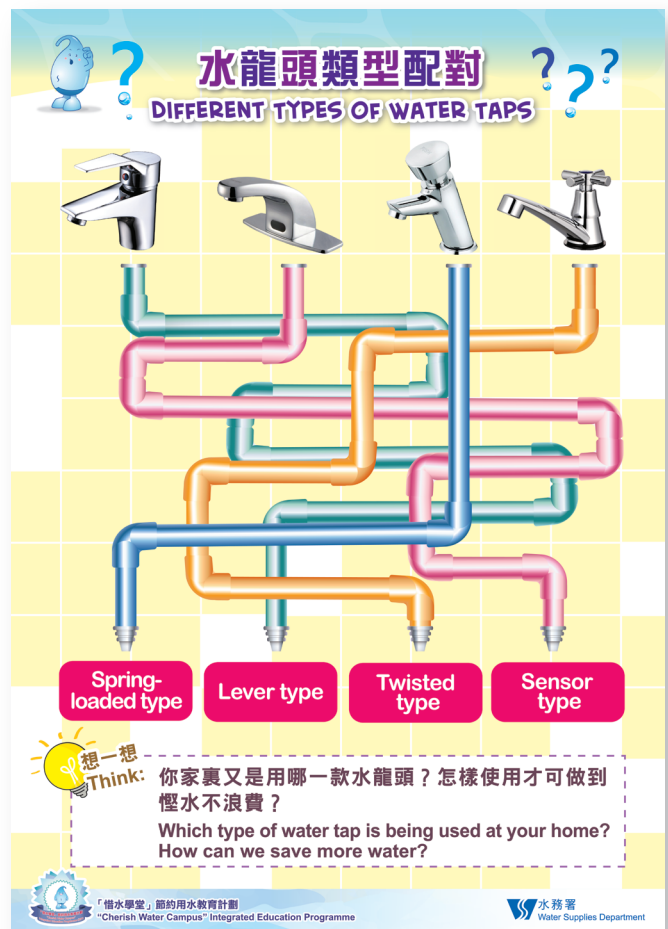 水龍頭類型配對
DIFFERENT TYPES OF WATER TAPS
Spring-
loaded type
Lever type
Twisted
type
Sensor
type
想一想
Think:
你家裏又是用哪一款水龍頭？怎樣使用才可做到
慳水不浪費？
Which type of water tap is being used at your home?
How can we save more water?
「惜水學堂」節約用水教育計劃
"Cherish Water Campus" Integrated Education Programme
水務署
Water Supplies Department